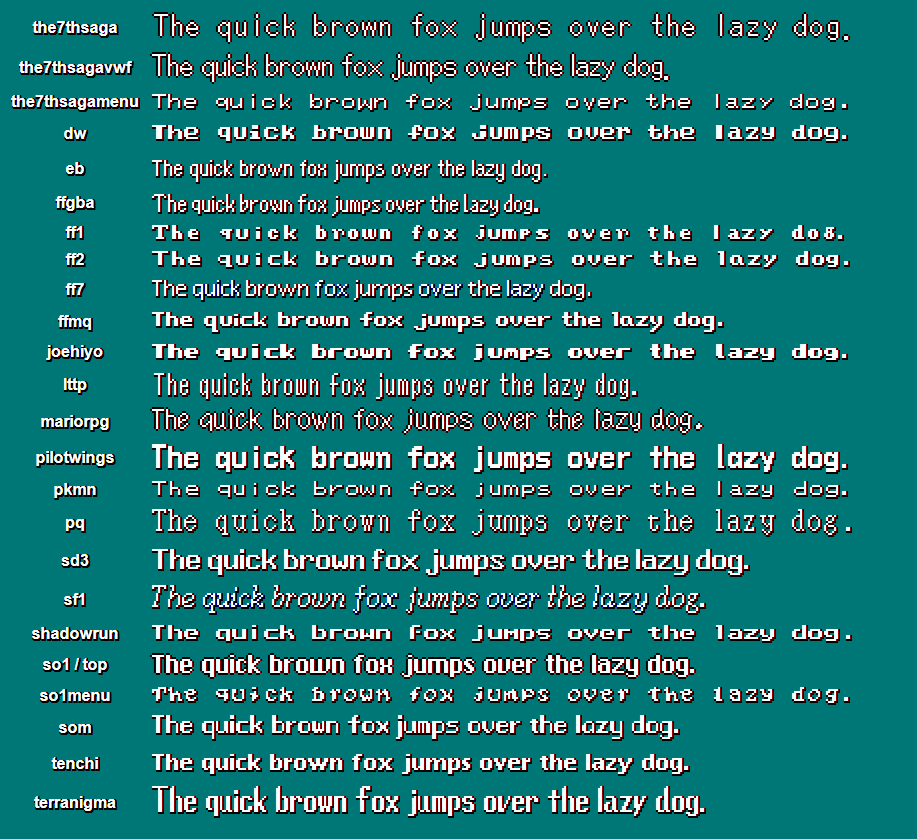 the7thsaga The quick brown fox jumps over the lazy dog.
the7thsagavwf The quick brown fox jumps over the lazy dog.
the7thsagamenu The quick brown fox jumps over the lazy dog.
dw The quick brown fox jumps over the lazy dog.
eb The quick brown fox jumps over the lazy dog.
ffgba The quick brown fox jumps over the lazy dog.
ff1 The quick brown fox jumps over the lazy dog.
ff2 The quick brown fox jumps over the lazy dog.
ff7 The quick brown fox jumps over the lazy dog.
ffmq The quick brown fox jumps over the lazy dog.
joehiyo The quick brown fox jumps over the lazy dog.
lttp The quick brown fox jumps over the lazy dog.
mariorpg The quick brown fox jumps over the lazy dog.
pilotwings The quick brown fox jumps over the lazy dog.
pkmn The quick brown fox jumps over the lazy dog.
pq The quick brown fox jumps over the lazy dog.
sd3 The quick brown fox jumps over the lazy dog.
sf1 The quick brown fox jumps over the lazy dog.
shadowrun The quick brown fox jumps over the lazy dog.
so1 / top The quick brown fox jumps over the lazy dog.
so1menu The quick brown fox jumps over the lazy dog.
som The quick brown fox jumps over the lazy dog.
tenchi The quick brown fox jumps over the lazy dog.
terranigma The quick brown fox jumps over the lazy dog.